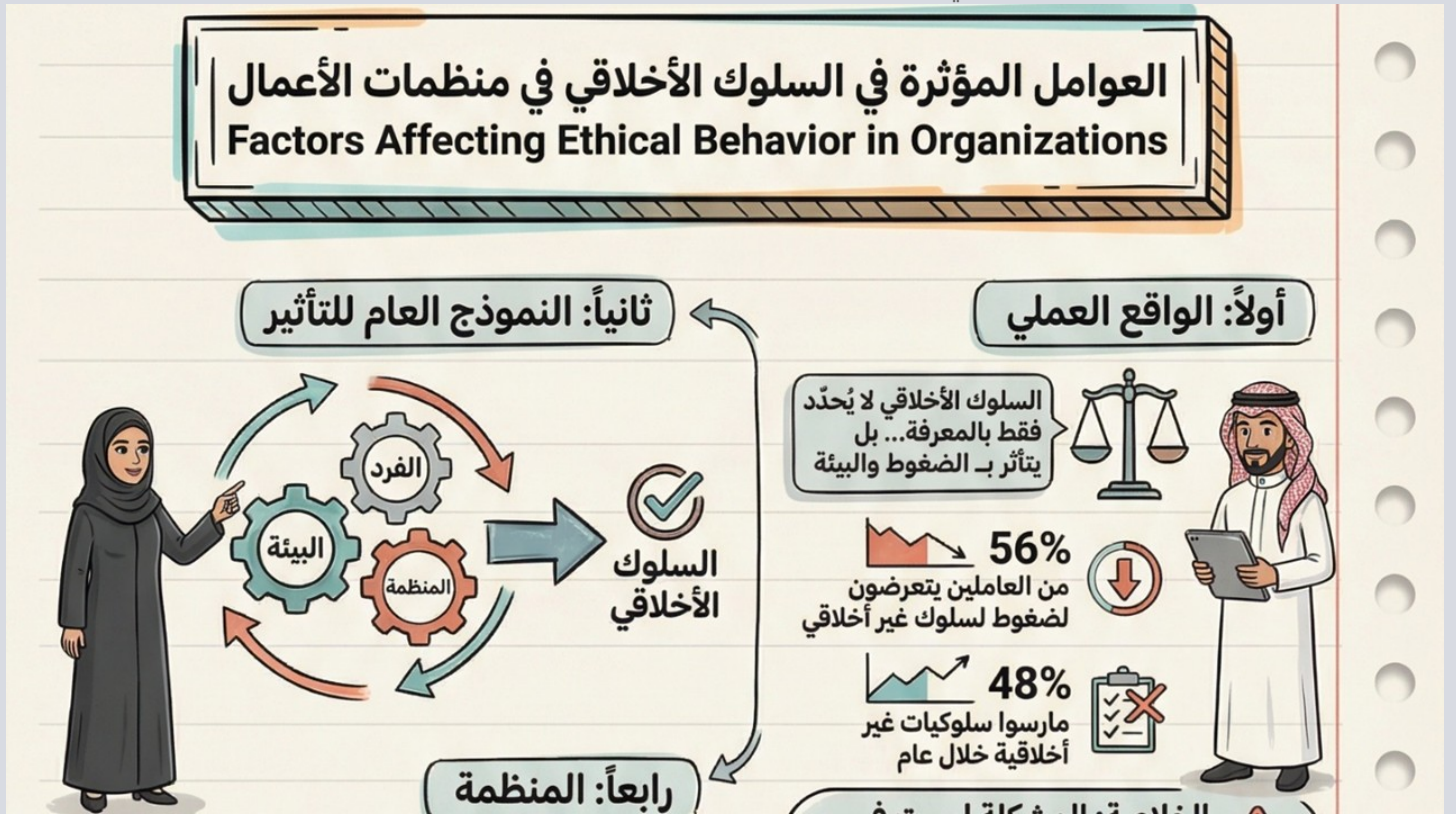 العوامل المؤثرة في السلوك الأخلاقي في منظمات الأعمال
Factors Affecting Ethical Behavior in Organizations
أولاً: الواقع العملي
السلوك الأخلاقي لا يُحدّد
فقط بالمعرفة... بل
يتأثر بـ الضغوط والبيئة
56%
من العاملين يتعرضون
لضغوط لسلوك غير أخلاقي
48%
مارسوا سلوكيات غير
أخلاقية خلال عام
ثانياً: النموذج العام للتأثير
الفرد
البيئة
المنظمة
السلوك
الأخلاقي
رابعاً: المنظمة